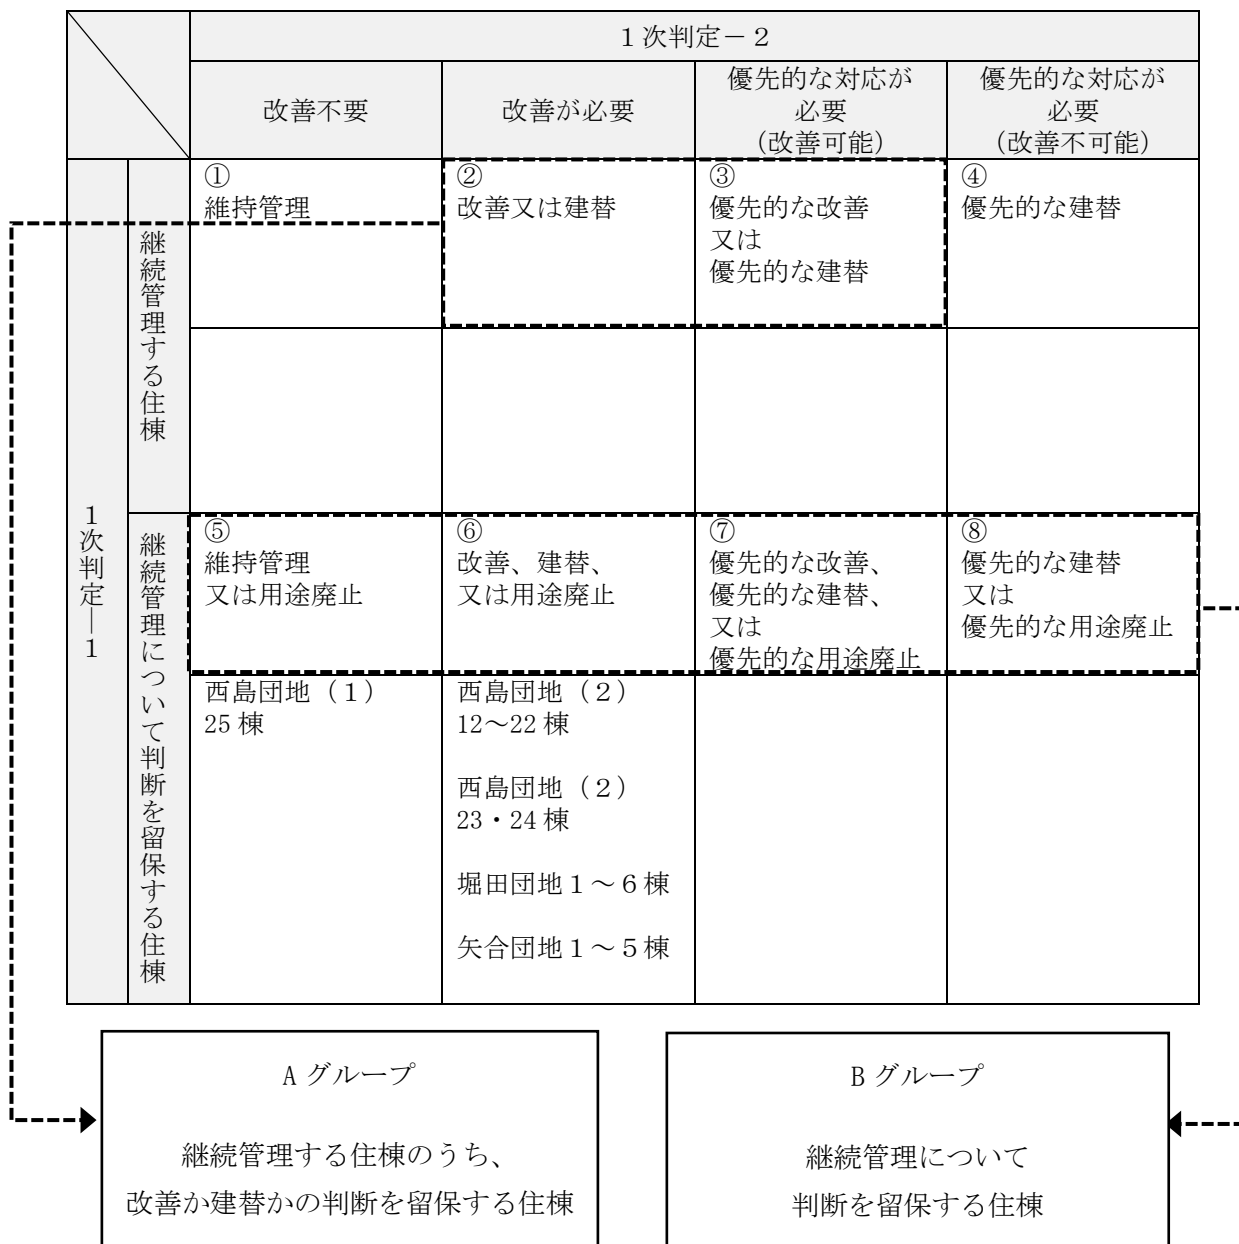 １次判定－２
改善不要
改善が必要
優先的な対応が
必要
（改善可能）
優先的な対応が
必要
（改善不可能）
１次判定―１
継続管理する住棟
①
維持管理
②
改善又は建替
③
優先的な改善
又は
優先的な建替
④
優先的な建替
継続管理について判断を留保する住棟
⑤
維持管理
又は用途廃止
⑥
改善、建替、
又は用途廃止
⑦
優先的な改善、
優先的な建替、
又は
優先的な用途廃止
⑧
優先的な建替
又は
優先的な用途廃止
西島団地（１）
25棟
西島団地（２）
12～22棟
西島団地（２）
23・24棟
堀田団地１～６棟
矢合団地１～５棟
Aグループ
継続管理する住棟のうち、
改善か建替かの判断を留保する住棟
Bグループ
継続管理について
判断を留保する住棟